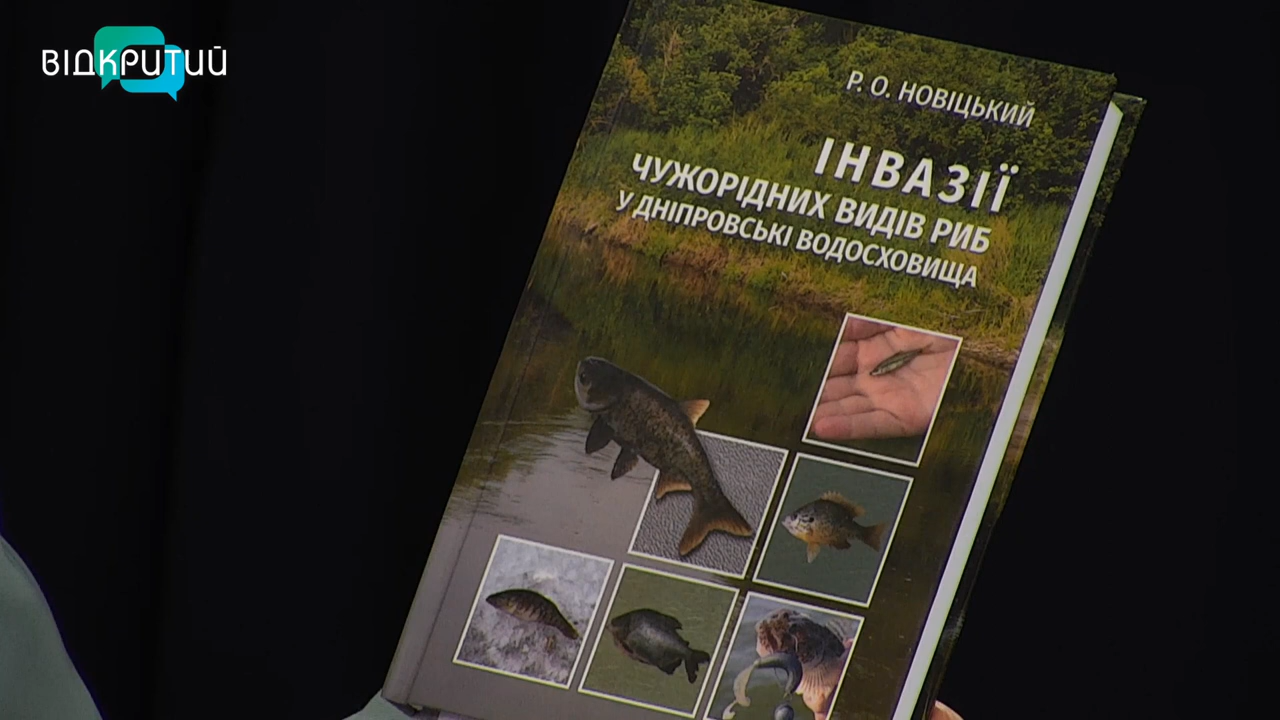 ВІДКРИТИЙ
Р. О. НОВІЦЬКИЙ
ІНВАЗІЇ
ЧУЖОРІДНИХ ВИДІВ РИБ
У ДНІПРОВСЬКІ ВОДОСХОВИЩА